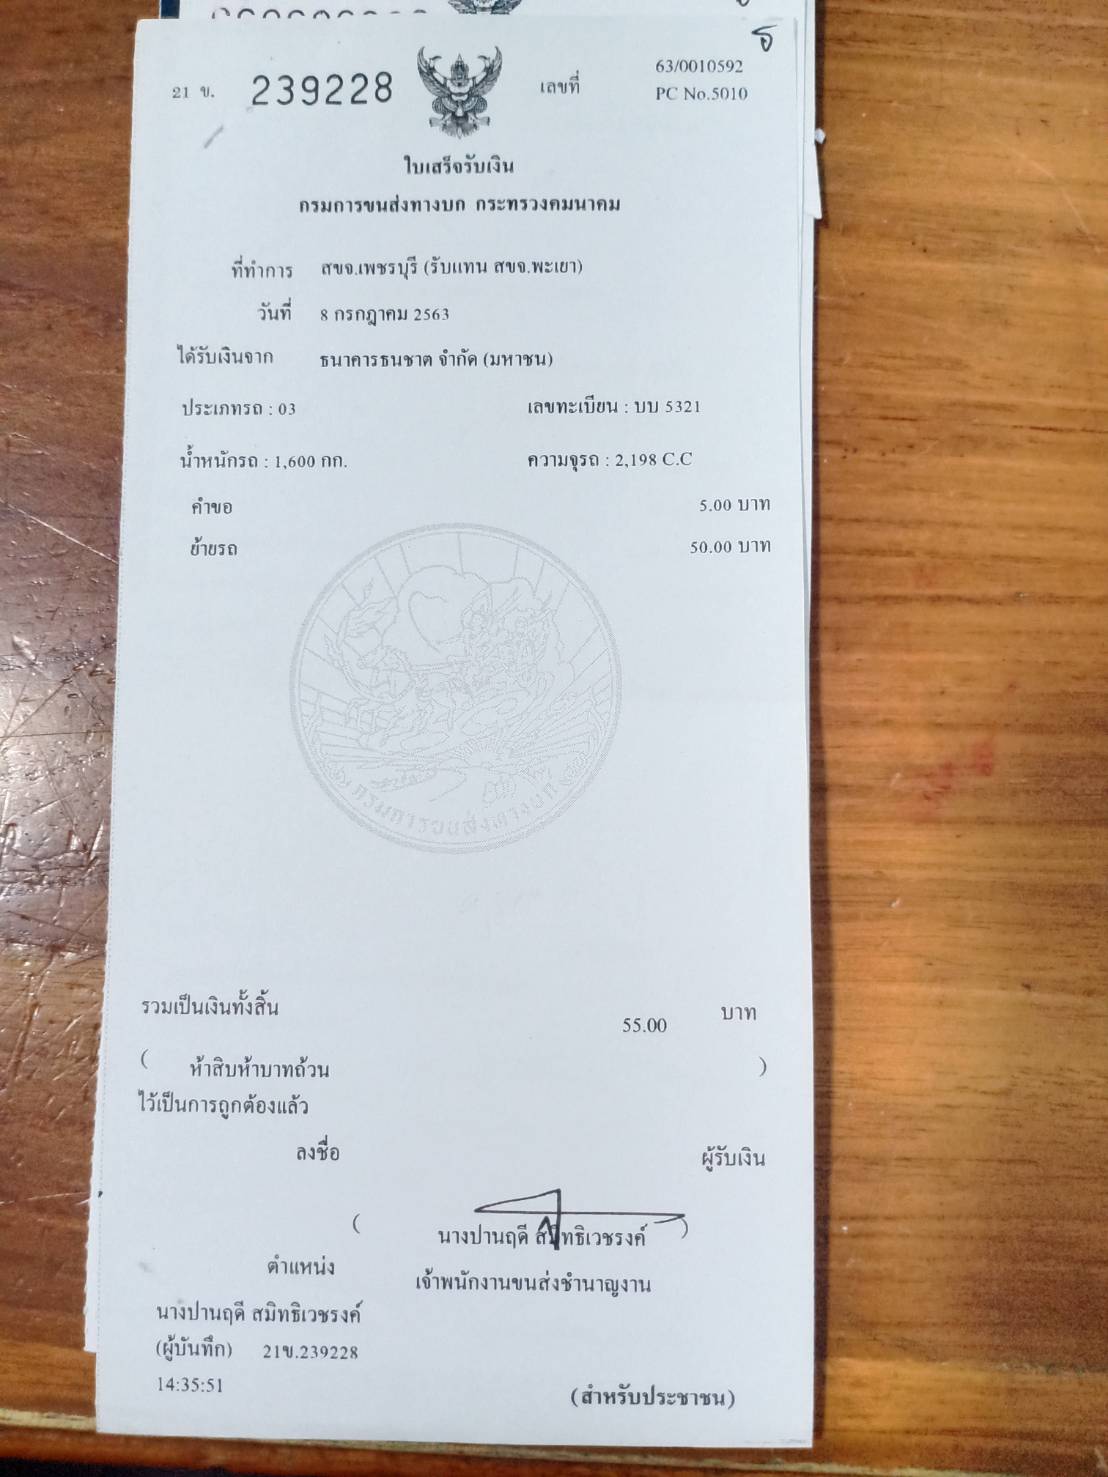 ธ
21 ข. 239228 เลขที่ 63/0010592
PC No.5010
ใบเสร็จรับเงิน
กรมการขนส่งทางบก กระทรวงคมนาคม
ที่ทำการ สขจ.เพชรบุรี (รับแทน สขจ.พะเยา)
วันที่ 8 กรกฎาคม 2563
ได้รับเงินจาก ธนาคารธนชาต จำกัด (มหาชน)
ประเภทรถ : 03 เลขทะเบียน : บบ 5321
น้ำหนักรถ : 1,600 กก. ความจุรถ : 2,198 C.C
คำขอ 5.00 บาท
ย้ายรถ 50.00 บาท
กรมการขนส่งทางบก
รวมเป็นเงินทั้งสิ้น 55.00 บาท
( ห้าสิบห้าบาทถ้วน )
ไว้เป็นการถูกต้องแล้ว
ลงชื่อ ผู้รับเงิน
( นางปานฤดี สมิทธิเวชรงค์ )
ตำแหน่ง เจ้าพนักงานขนส่งชำนาญงาน
นางปานฤดี สมิทธิเวชรงค์
(ผู้บันทึก) 21ข.239228
14:35:51
(สำหรับประชาชน)